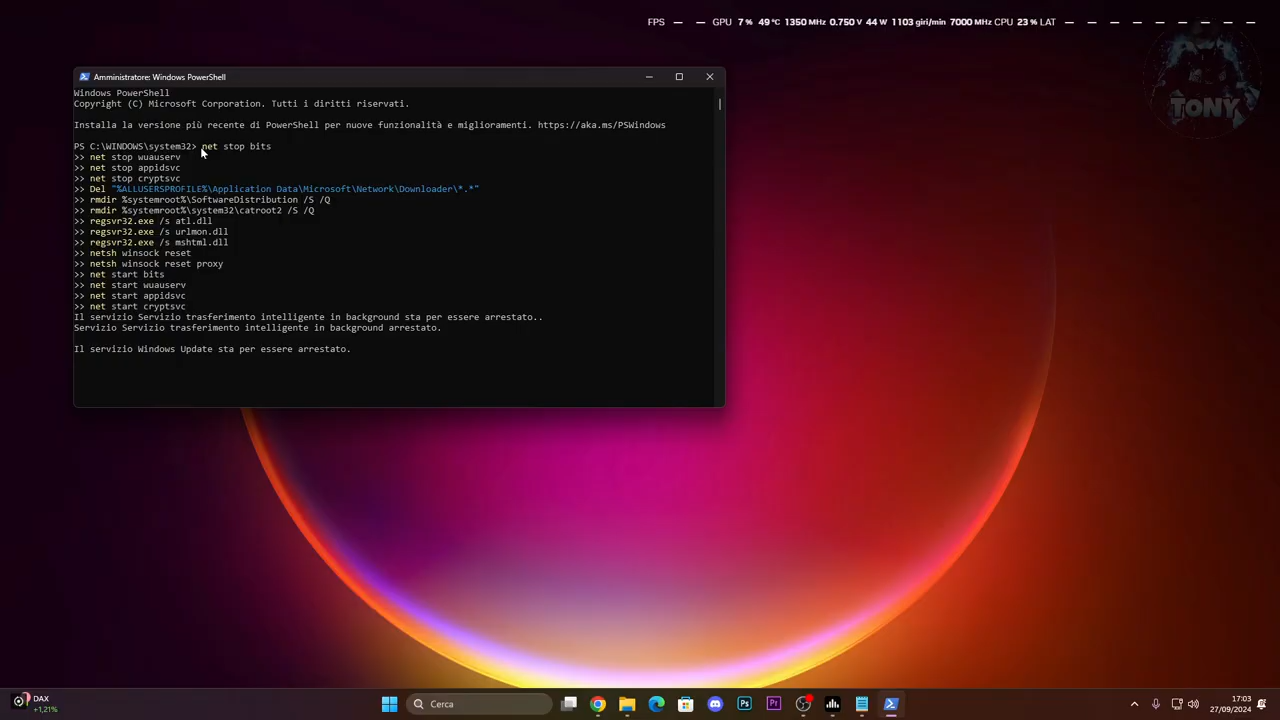 FPS — — GPU 7 % 49 °C 1350 MHz 0.750 V 44 W 1103 giri/min 7000 MHz CPU 23 % LAT — — — — — — — —
TONY
Amministratore: Windows PowerShell
Windows PowerShell
Copyright (C) Microsoft Corporation. Tutti i diritti riservati.
Installa la versione più recente di PowerShell per nuove funzionalità e miglioramenti. https://aka.ms/PSWindows
PS C:\WINDOWS\system32> net stop bits
>> net stop wuauserv
>> net stop appidsvc
>> net stop cryptsvc
>> Del "%ALLUSERSPROFILE%\Application Data\Microsoft\Network\Downloader\*.*"
>> rmdir %systemroot%\SoftwareDistribution /S /Q
>> rmdir %systemroot%\system32\catroot2 /S /Q
>> regsvr32.exe /s atl.dll
>> regsvr32.exe /s urlmon.dll
>> regsvr32.exe /s mshtml.dll
>> netsh winsock reset
>> netsh winsock reset proxy
>> net start bits
>> net start wuauserv
>> net start appidsvc
>> net start cryptsvc
Il servizio Servizio trasferimento intelligente in background sta per essere arrestato..
Servizio Servizio trasferimento intelligente in background arrestato.
Il servizio Windows Update sta per essere arrestato.
DAX
+1,21%
Cerca
Ps
Pr
17:03
27/09/2024